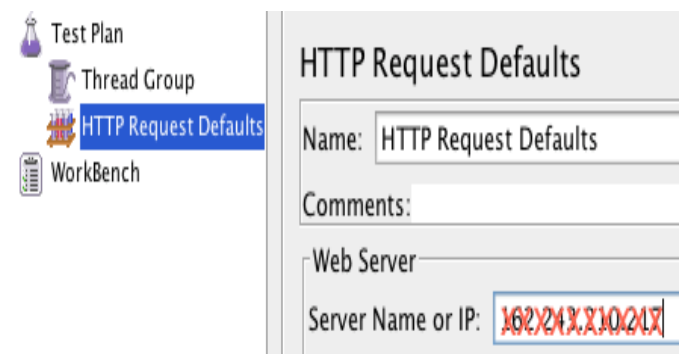 Test Plan
Thread Group
HTTP Request Defaults
WorkBench
HTTP Request Defaults
Name: HTTP Request Defaults
Comments:
Web Server
Server Name or IP: